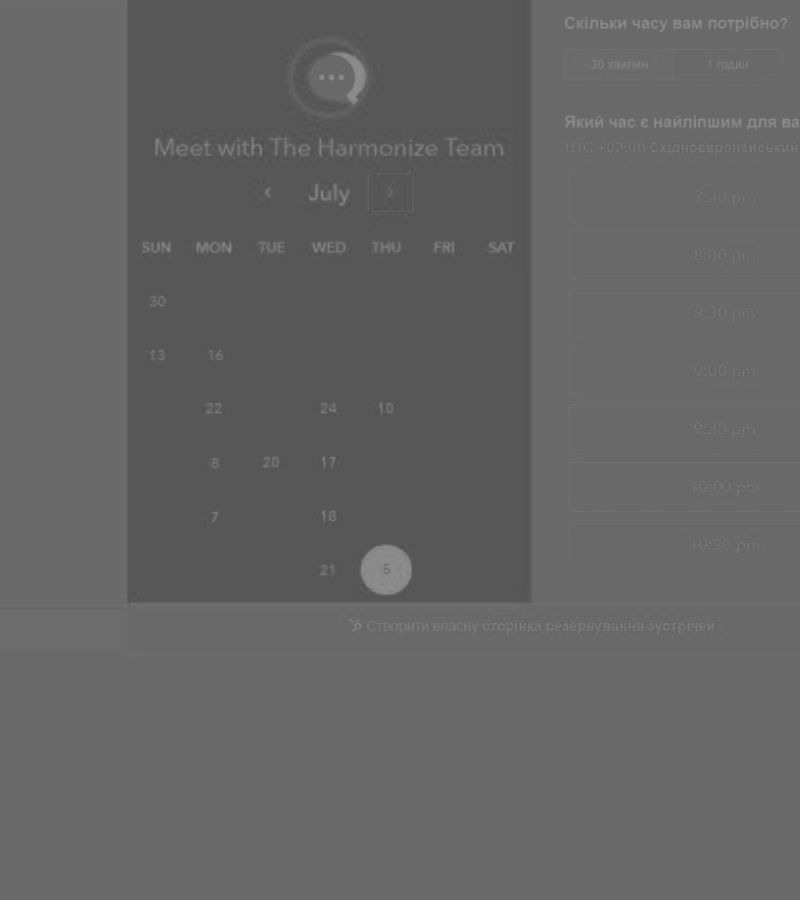 Meet with The Harmonize Team
July
SUN MON TUE WED THU FRI SAT
30
13 16
22 24 10
8 20 17
7 18
21 5
Скільки часу вам потрібно?
30 хвилин 1 годин
Який час є найліпшим для ва
UTC +03:00 Східноєвропейський
7:30 pm
8:00 pm
8:30 pm
9:00 pm
9:30 pm
10:00 pm
10:30 pm
Створити власну сторінка резервування зустрічей